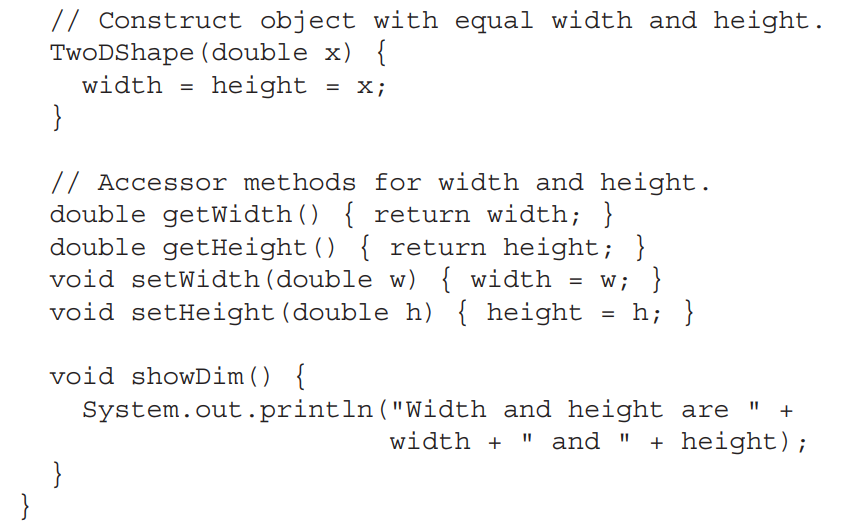 // Construct object with equal width and height.
TwoDShape(double x) {
width = height = x;
}
// Accessor methods for width and height.
double getWidth() { return width; }
double getHeight() { return height; }
void setWidth(double w) { width = w; }
void setHeight(double h) { height = h; }
void showDim() {
System.out.println("Width and height are " +
width + " and " + height);
}
}